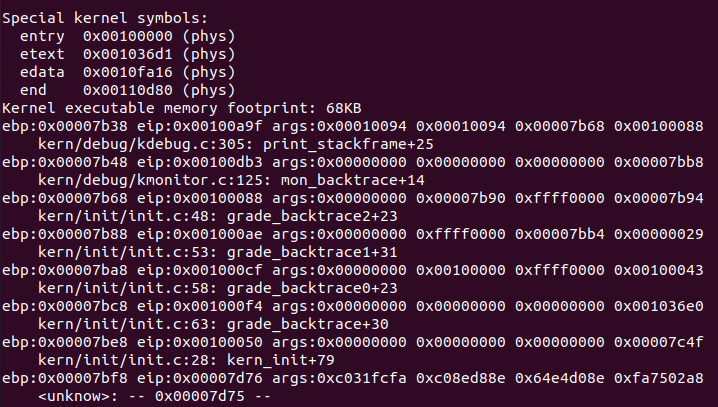 Special kernel symbols:
  entry  0x00100000 (phys)
  etext  0x001036d1 (phys)
  edata  0x0010fa16 (phys)
  end    0x00110d80 (phys)
Kernel executable memory footprint: 68KB
ebp:0x00007b38 eip:0x00100a9f args:0x00010094 0x00010094 0x00007b68 0x00100088
    kern/debug/kdebug.c:305: print_stackframe+25
ebp:0x00007b48 eip:0x00100db3 args:0x00000000 0x00000000 0x00000000 0x00007bb8
    kern/debug/kmonitor.c:125: mon_backtrace+14
ebp:0x00007b68 eip:0x00100088 args:0x00000000 0x00007b90 0xffff0000 0x00007b94
    kern/init/init.c:48: grade_backtrace2+23
ebp:0x00007b88 eip:0x001000ae args:0x00000000 0xffff0000 0x00007bb4 0x00000029
    kern/init/init.c:53: grade_backtrace1+31
ebp:0x00007ba8 eip:0x001000cf args:0x00000000 0x00100000 0xffff0000 0x00100043
    kern/init/init.c:58: grade_backtrace0+23
ebp:0x00007bc8 eip:0x001000f4 args:0x00000000 0x00000000 0x00000000 0x001036e0
    kern/init/init.c:63: grade_backtrace+30
ebp:0x00007be8 eip:0x00100050 args:0x00000000 0x00000000 0x00000000 0x00007c4f
    kern/init/init.c:28: kern_init+79
ebp:0x00007bf8 eip:0x00007d76 args:0xc031fcfa 0xc08ed88e 0x64e4d08e 0xfa7502a8
    <unknow>: -- 0x00007d75 --